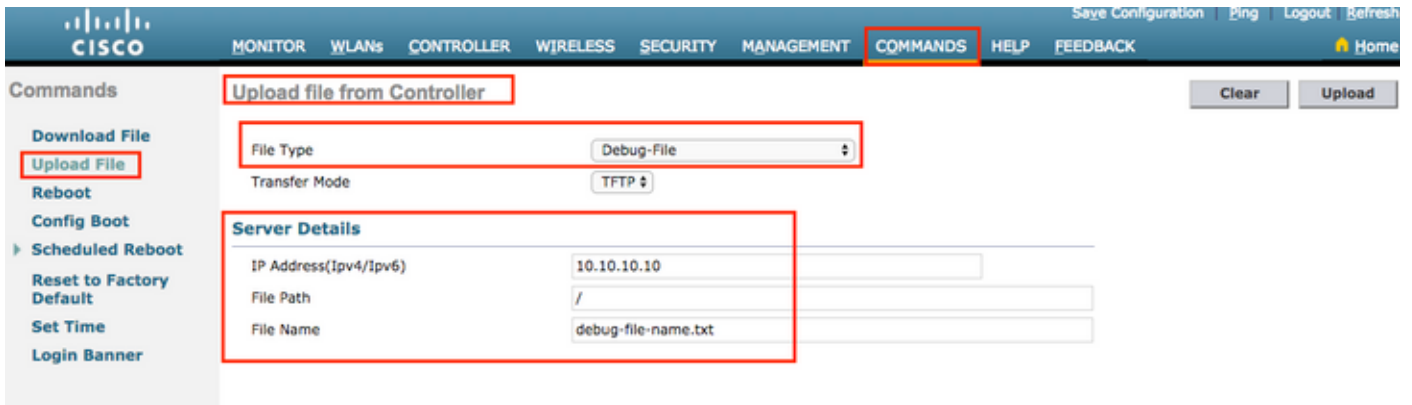 Save Configuration Ping Logout Refresh
CISCO MONITOR WLANs CONTROLLER WIRELESS SECURITY MANAGEMENT COMMANDS HELP FEEDBACK Home
Commands
Upload file from Controller
Clear Upload
Download File
Upload File
Reboot
Config Boot
Scheduled Reboot
Reset to Factory
Default
Set Time
Login Banner
File Type Debug-File
Transfer Mode TFTP
Server Details
IP Address(Ipv4/Ipv6) 10.10.10.10
File Path /
File Name debug-file-name.txt